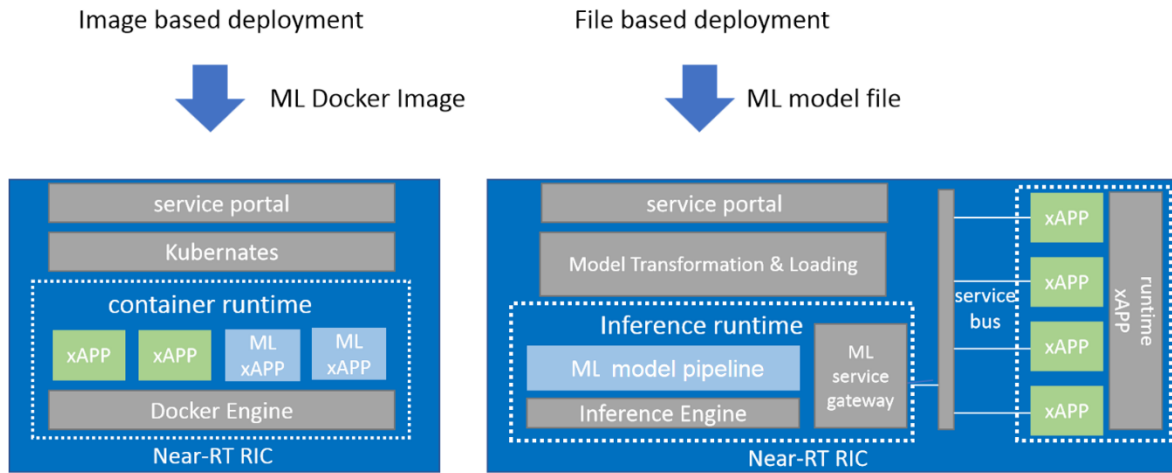 Image based deployment
ML Docker Image
service portal
Kubernates
container runtime
xAPP
xAPP
ML
xAPP
ML
xAPP
Docker Engine
Near-RT RIC
File based deployment
ML model file
service portal
Model Transformation & Loading
Inference runtime
ML model pipeline
Inference Engine
ML
service
gateway
Near-RT RIC
service
bus
xAPP
xAPP
xAPP
xAPP
runtime
xAPP